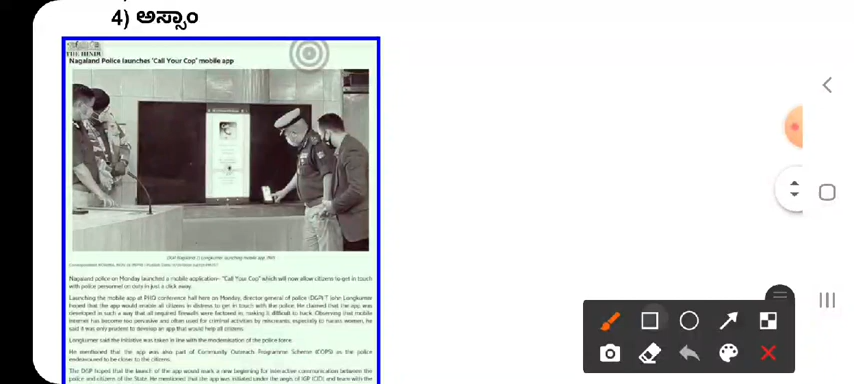 4) ಅಸ್ಸಾಂ
THE HINDU
Nagaland Police launches 'Call Your Cop' mobile app
Nagaland police on Monday launched a mobile application- "Call Your Cop" which will now allow citizens to get in touch
with police personnel on duty in just a click away.
Launching the mobile app at PHQ conference hall here on Monday, director general of police (DGP) T John Longkumer
hoped that the app would enable all citizens in distress to get in touch with the police. He claimed that the app was
developed in such a way that all required firewalls were factored in, making it difficult to hack. Observing that mobile
internet has become too pervasive and often used for criminal activities by miscreants, especially to harass women, he
said it was only prudent to develop an app that would help all citizens.
Longkumer said the initiative was taken in line with the modernisation of the police force.
He mentioned that the app was also part of Community Outreach Programme Scheme (COPS) as the police
endeavoured to be closer to the citizens.
The DGP hoped that the launch of the app would mark a new beginning for interactive communication between the
police and citizens of the State. He mentioned that the app was initiated under the aegis of IGP (CID) and team with the